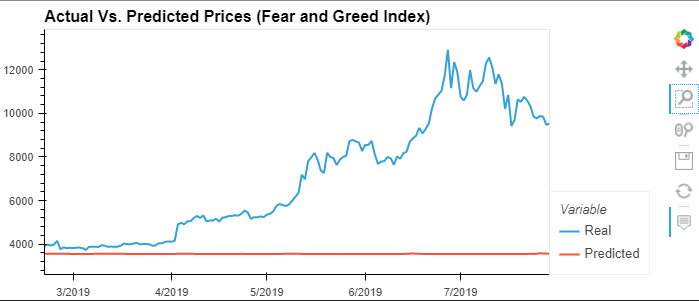 Actual Vs. Predicted Prices (Fear and Greed Index)
12000
10000
8000
6000
4000
3/2019 4/2019 5/2019 6/2019 7/2019
Variable
Real
Predicted